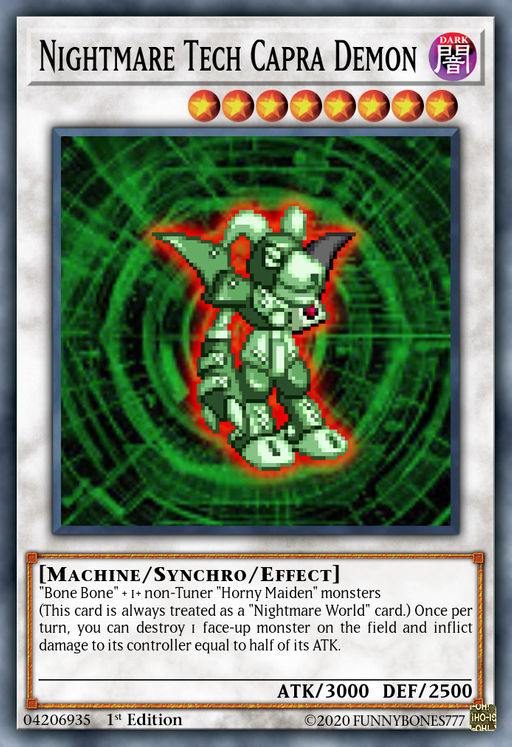 Nightmare Tech Capra Demon
DARK
闇
[Machine/Synchro/Effect]
"Bone Bone" + 1+ non-Tuner "Horny Maiden" monsters
(This card is always treated as a "Nightmare World" card.) Once per
turn, you can destroy 1 face-up monster on the field and inflict
damage to its controller equal to half of its ATK.
ATK/3000 DEF/2500
04206935 1st Edition ©2020 FUNNYBONES777